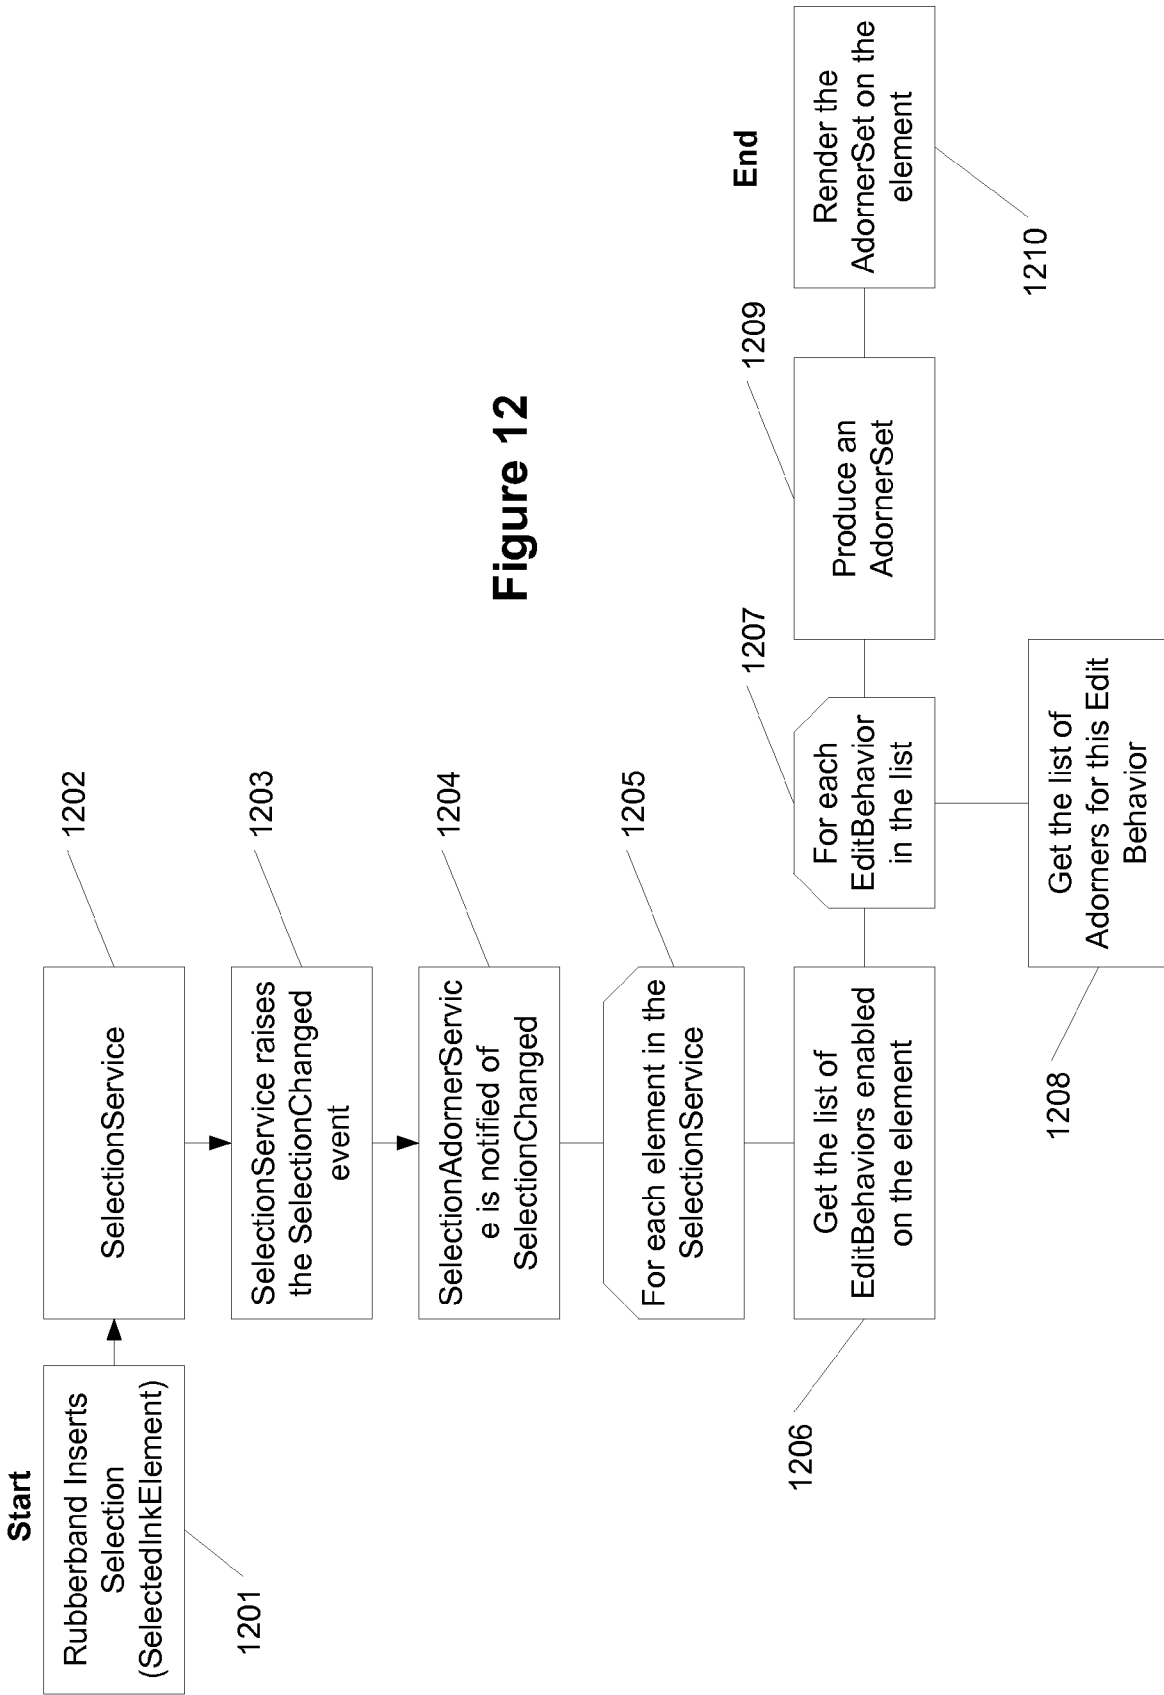 Start
Rubberband Inserts
Selection
(SelectedInkElement)
1201
SelectionService
1202
SelectionService raises
the SelectionChanged
event
1203
SelectionAdornerServic
e is notified of
SelectionChanged
1204
For each element in the
SelectionService
1205
Get the list of
EditBehaviors enabled
on the element
1206
For each
EditBehavior
in the list
1207
Get the list of
Adorners for this Edit
Behavior
1208
Produce an
AdornerSet
1209
End
Render the
AdornerSet on the
element
1210
Figure 12